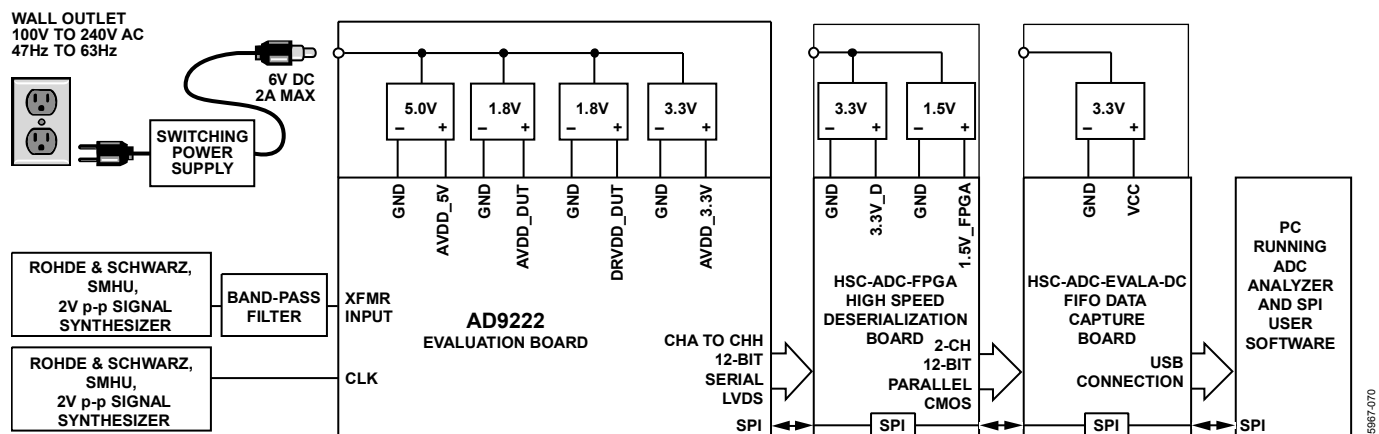 WALL OUTLET
100V TO 240V AC
47Hz TO 63Hz
6V DC
2A MAX
SWITCHING
POWER
SUPPLY
5.0V
– +
1.8V
– +
1.8V
– +
3.3V
– +
3.3V
– +
1.5V
– +
3.3V
– +
GND
AVDD_5V
GND
AVDD_DUT
GND
DRVDD_DUT
GND
AVDD_3.3V
GND
3.3V_D
GND
1.5V_FPGA
GND
VCC
ROHDE & SCHWARZ,
SMHU,
2V p-p SIGNAL
SYNTHESIZER
BAND-PASS
FILTER
XFMR
INPUT
ROHDE & SCHWARZ,
SMHU,
2V p-p SIGNAL
SYNTHESIZER
CLK
AD9222
EVALUATION BOARD
CHA TO CHH
12-BIT
SERIAL
LVDS
SPI
HSC-ADC-FPGA
HIGH SPEED
DESERIALIZATION
BOARD
2-CH
12-BIT
PARALLEL
CMOS
SPI
HSC-ADC-EVALA-DC
FIFO DATA
CAPTURE
BOARD
USB
CONNECTION
SPI
PC
RUNNING
ADC
ANALYZER
AND SPI
USER
SOFTWARE
SPI
5967-070